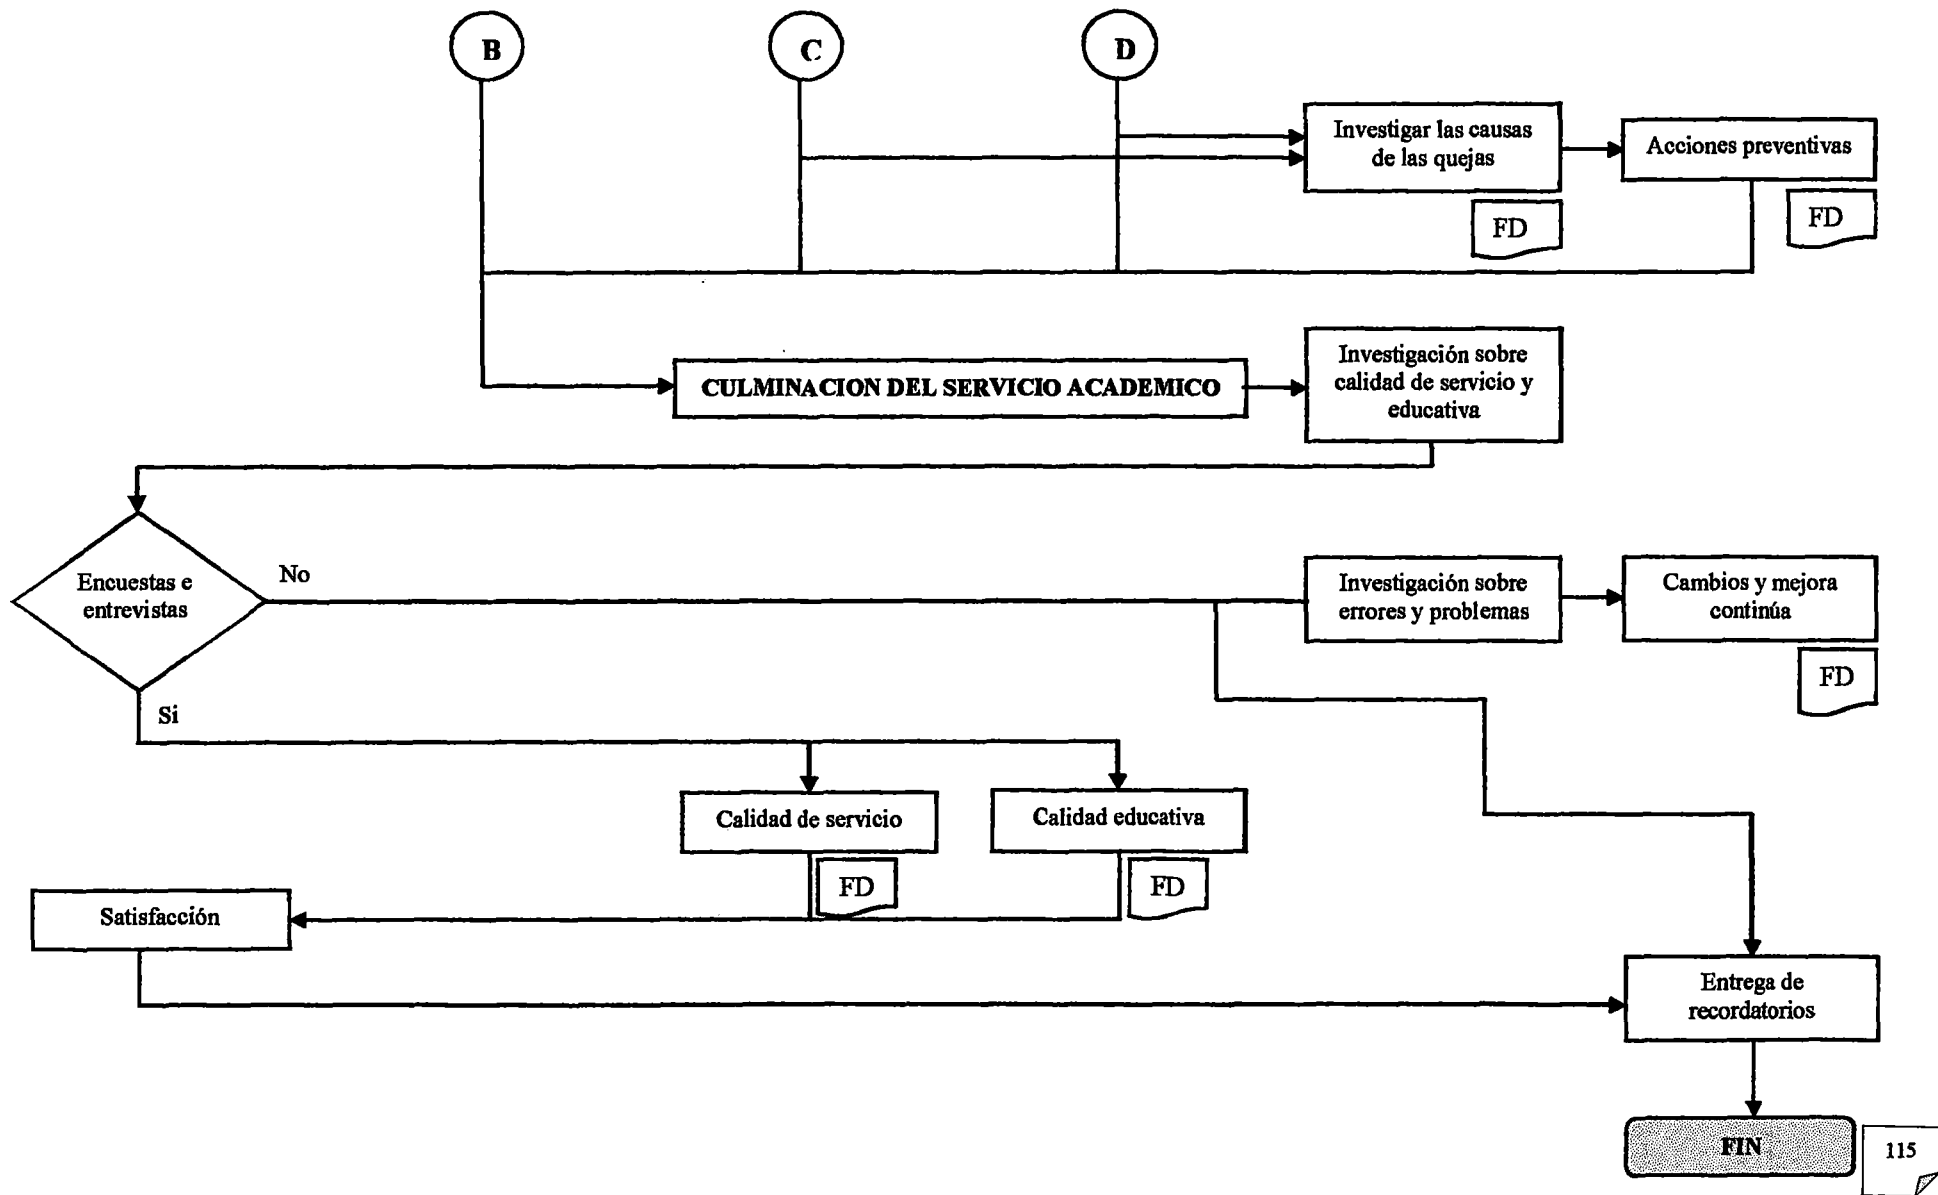 B
C
D
Investigar las causas
de las quejas
Acciones preventivas
FD
FD
CULMINACION DEL SERVICIO ACADEMICO
Investigación sobre
calidad de servicio y
educativa
Encuestas e
entrevistas
No
Investigación sobre
errores y problemas
Cambios y mejora
continúa
FD
Si
Calidad de servicio
Calidad educativa
FD
FD
Satisfacción
Entrega de
recordatorios
FIN
115